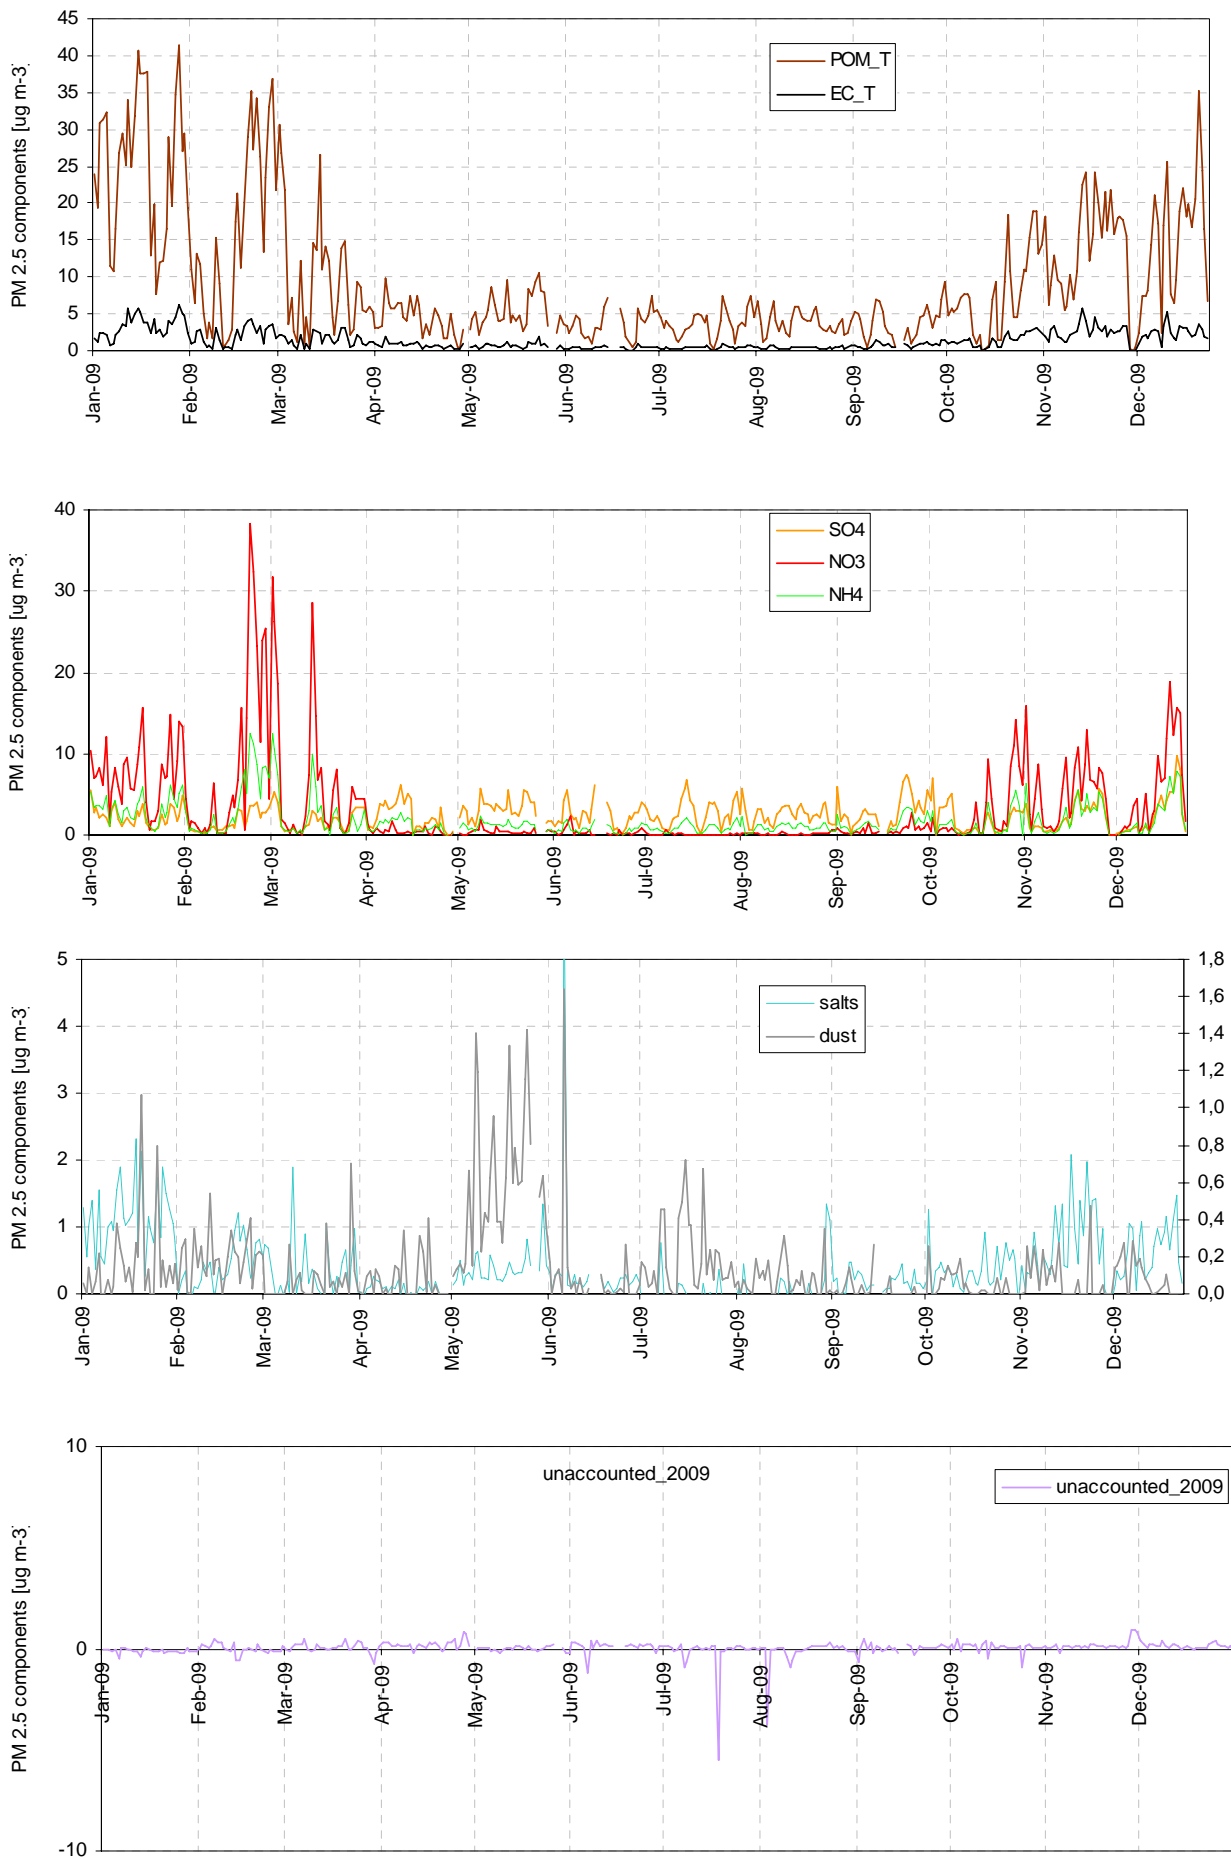 45
40
35
30
25
20
15
10
5
0
PM 2.5 components [ug m-3]
POM_T
EC_T
Jan-09
Feb-09
Mar-09
Apr-09
May-09
Jun-09
Jul-09
Aug-09
Sep-09
Oct-09
Nov-09
Dec-09
40
30
20
10
0
PM 2.5 components [ug m-3]
SO4
NO3
NH4
Jan-09
Feb-09
Mar-09
Apr-09
May-09
Jun-09
Jul-09
Aug-09
Sep-09
Oct-09
Nov-09
Dec-09
5
4
3
2
1
0
PM 2.5 components [ug m-3]
salts
dust
1,8
1,6
1,4
1,2
1,0
0,8
0,6
0,4
0,2
0,0
Jan-09
Feb-09
Mar-09
Apr-09
May-09
Jun-09
Jul-09
Aug-09
Sep-09
Oct-09
Nov-09
Dec-09
10
0
-10
PM 2.5 components [ug m-3]
unaccounted_2009
unaccounted_2009
Jan-09
Feb-09
Mar-09
Apr-09
May-09
Jun-09
Jul-09
Aug-09
Sep-09
Oct-09
Nov-09
Dec-09